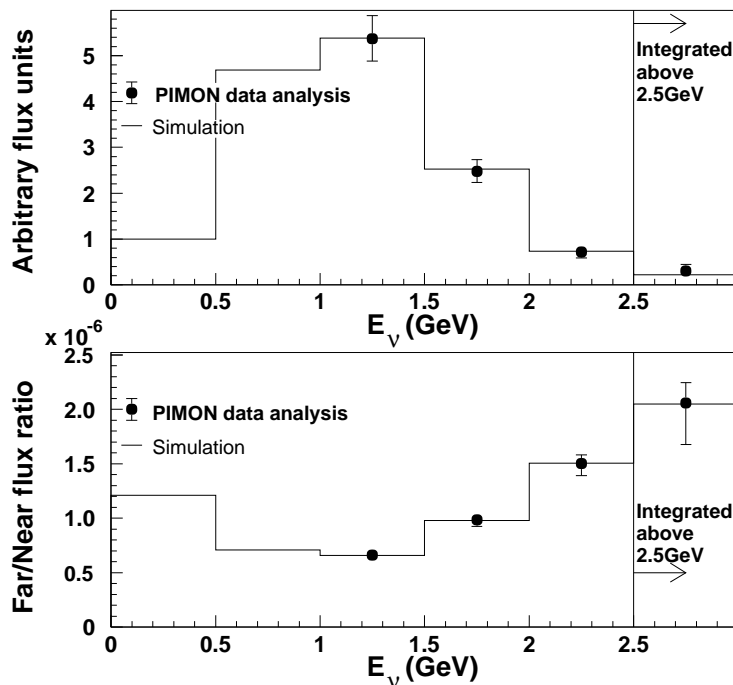 Arbitrary flux units
5
4
3
2
1
0
PIMON data analysis
Simulation
Integrated
above
2.5GeV
0 0.5 1 1.5 2 2.5
Eν (GeV)
x 10-6
Far/Near flux ratio
2.5
2.0
1.5
1.0
0.5
0
PIMON data analysis
Simulation
Integrated
above
2.5GeV
0 0.5 1 1.5 2 2.5
Eν (GeV)